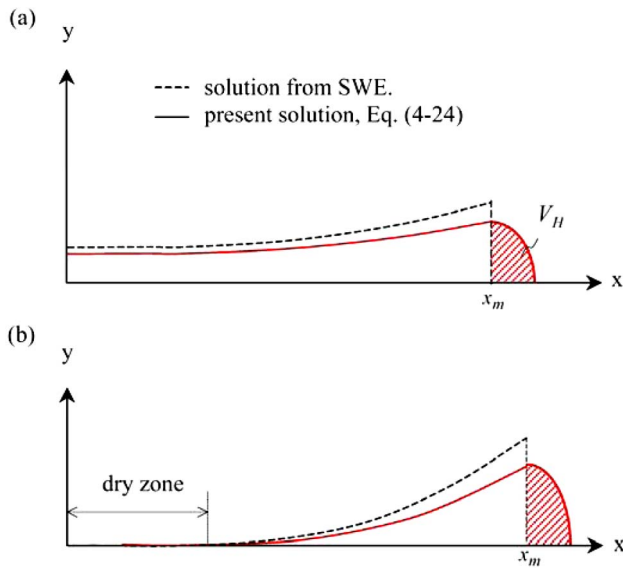 (a)
y
solution from SWE.
present solution, Eq. (4-24)
V_H
x
x_m
(b)
y
dry zone
x
x_m